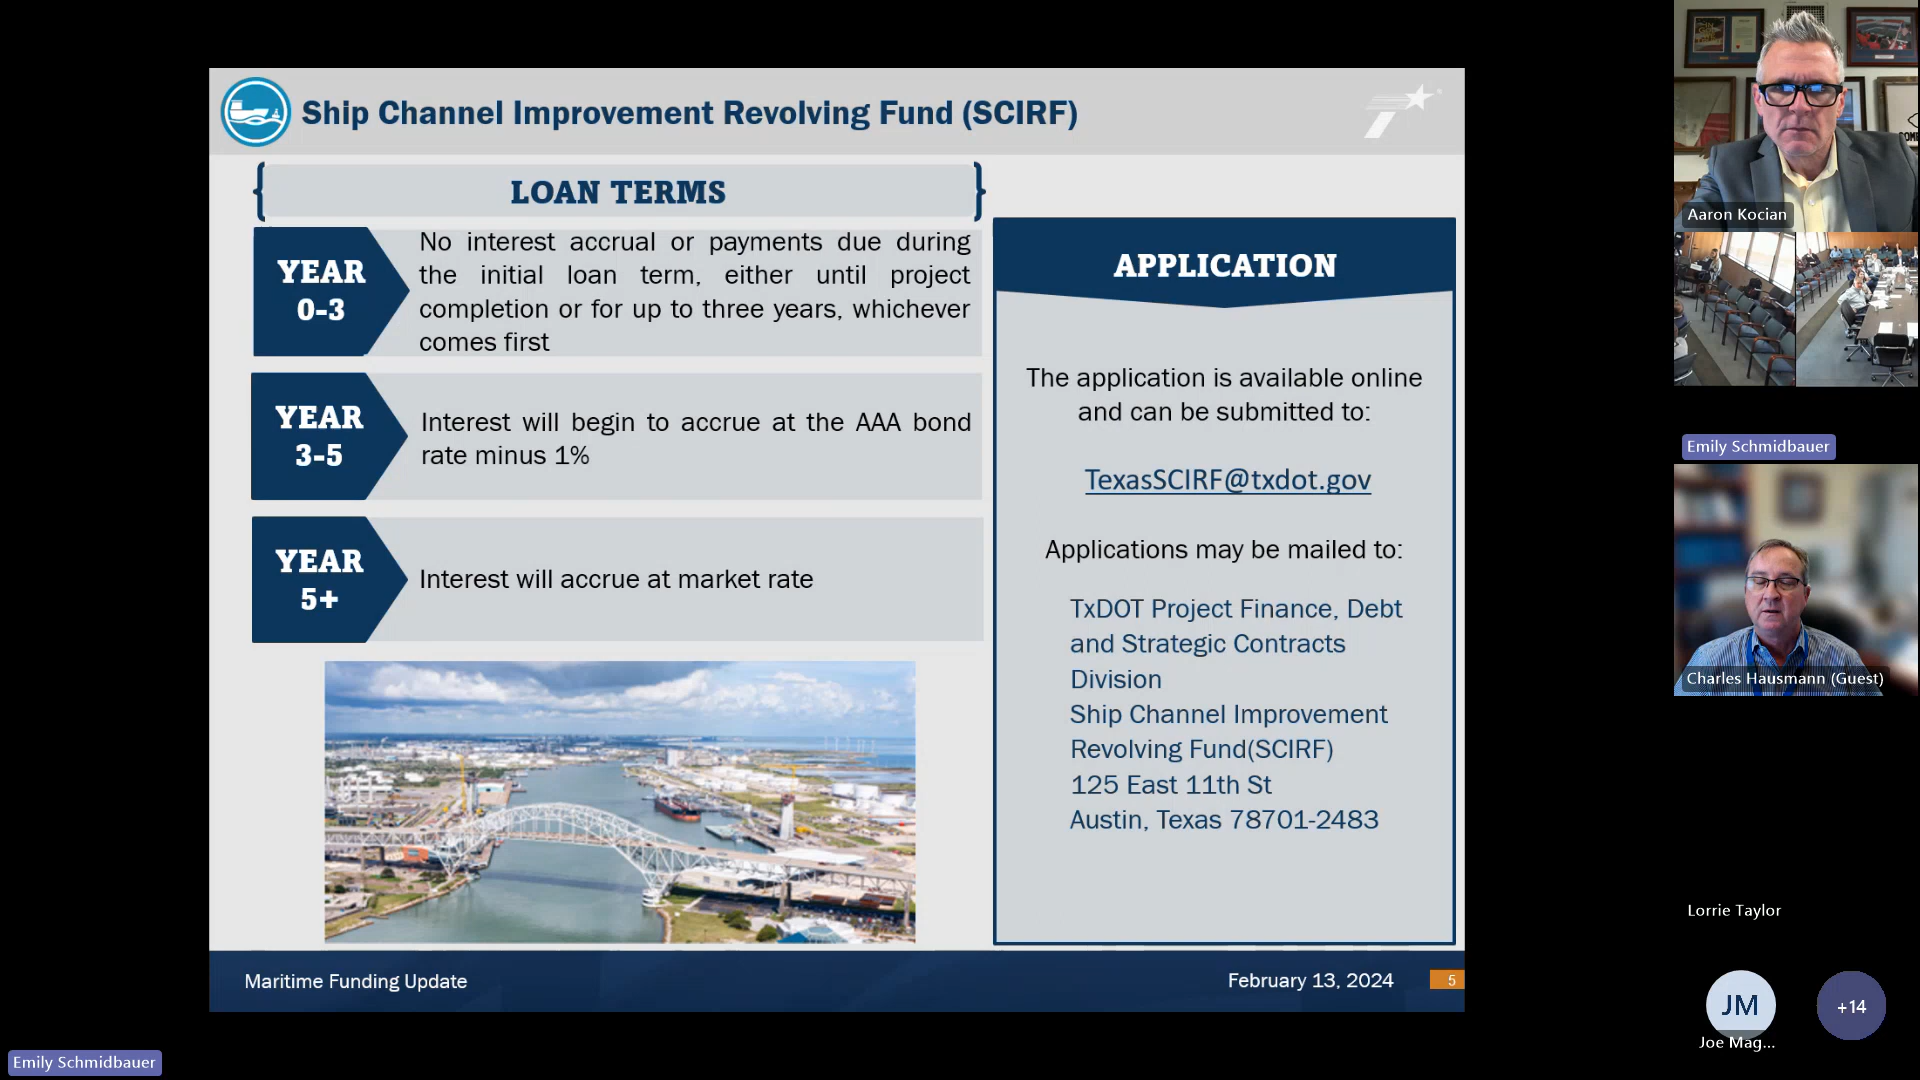 Ship Channel Improvement Revolving Fund (SCIRF)
LOAN TERMS
YEAR
0-3
No interest accrual or payments due during
the initial loan term, either until project
completion or for up to three years, whichever
comes first
YEAR
3-5
Interest will begin to accrue at the AAA bond
rate minus 1%
YEAR
5+
Interest will accrue at market rate
APPLICATION
The application is available online
and can be submitted to:
TexasSCIRF@txdot.gov
Applications may be mailed to:
TxDOT Project Finance, Debt
and Strategic Contracts
Division
Ship Channel Improvement
Revolving Fund(SCIRF)
125 East 11th St
Austin, Texas 78701-2483
Maritime Funding Update
February 13, 2024
5
Emily Schmidbauer
Aaron Kocian
Emily Schmidbauer
Charles Hausmann (Guest)
Lorrie Taylor
JM
Joe Mag...
+14